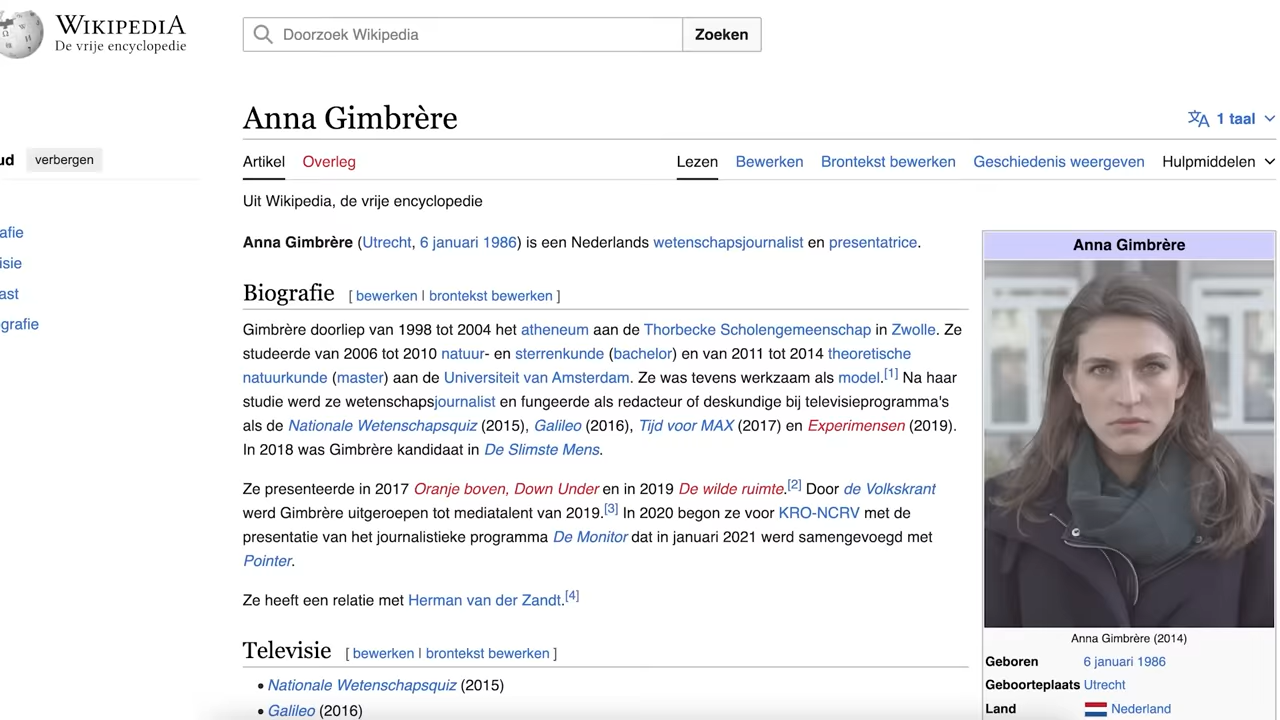 WIKIPEDIA
De vrije encyclopedie
Doorzoek Wikipedia
Zoeken
Anna Gimbrère
1 taal
ud verbergen
Artikel Overleg Lezen Bewerken Brontekst bewerken Geschiedenis weergeven Hulpmiddelen
Uit Wikipedia, de vrije encyclopedie
afie
isie
ast
grafie
Anna Gimbrère (Utrecht, 6 januari 1986) is een Nederlands wetenschapsjournalist en presentatrice.
Biografie [ bewerken | brontekst bewerken ]
Gimbrère doorliep van 1998 tot 2004 het atheneum aan de Thorbecke Scholengemeenschap in Zwolle. Ze
studeerde van 2006 tot 2010 natuur- en sterrenkunde (bachelor) en van 2011 tot 2014 theoretische
natuurkunde (master) aan de Universiteit van Amsterdam. Ze was tevens werkzaam als model.[1] Na haar
studie werd ze wetenschapsjournalist en fungeerde als redacteur of deskundige bij televisieprogramma's
als de Nationale Wetenschapsquiz (2015), Galileo (2016), Tijd voor MAX (2017) en Experimensen (2019).
In 2018 was Gimbrère kandidaat in De Slimste Mens.
Ze presenteerde in 2017 Oranje boven, Down Under en in 2019 De wilde ruimte.[2] Door de Volkskrant
werd Gimbrère uitgeroepen tot mediatalent van 2019.[3] In 2020 begon ze voor KRO-NCRV met de
presentatie van het journalistieke programma De Monitor dat in januari 2021 werd samengevoegd met
Pointer.
Ze heeft een relatie met Herman van der Zandt.[4]
Televisie [ bewerken | brontekst bewerken ]
• Nationale Wetenschapsquiz (2015)
• Galileo (2016)
Anna Gimbrère
Anna Gimbrère (2014)
Geboren 6 januari 1986
Geboorteplaats Utrecht
Land Nederland